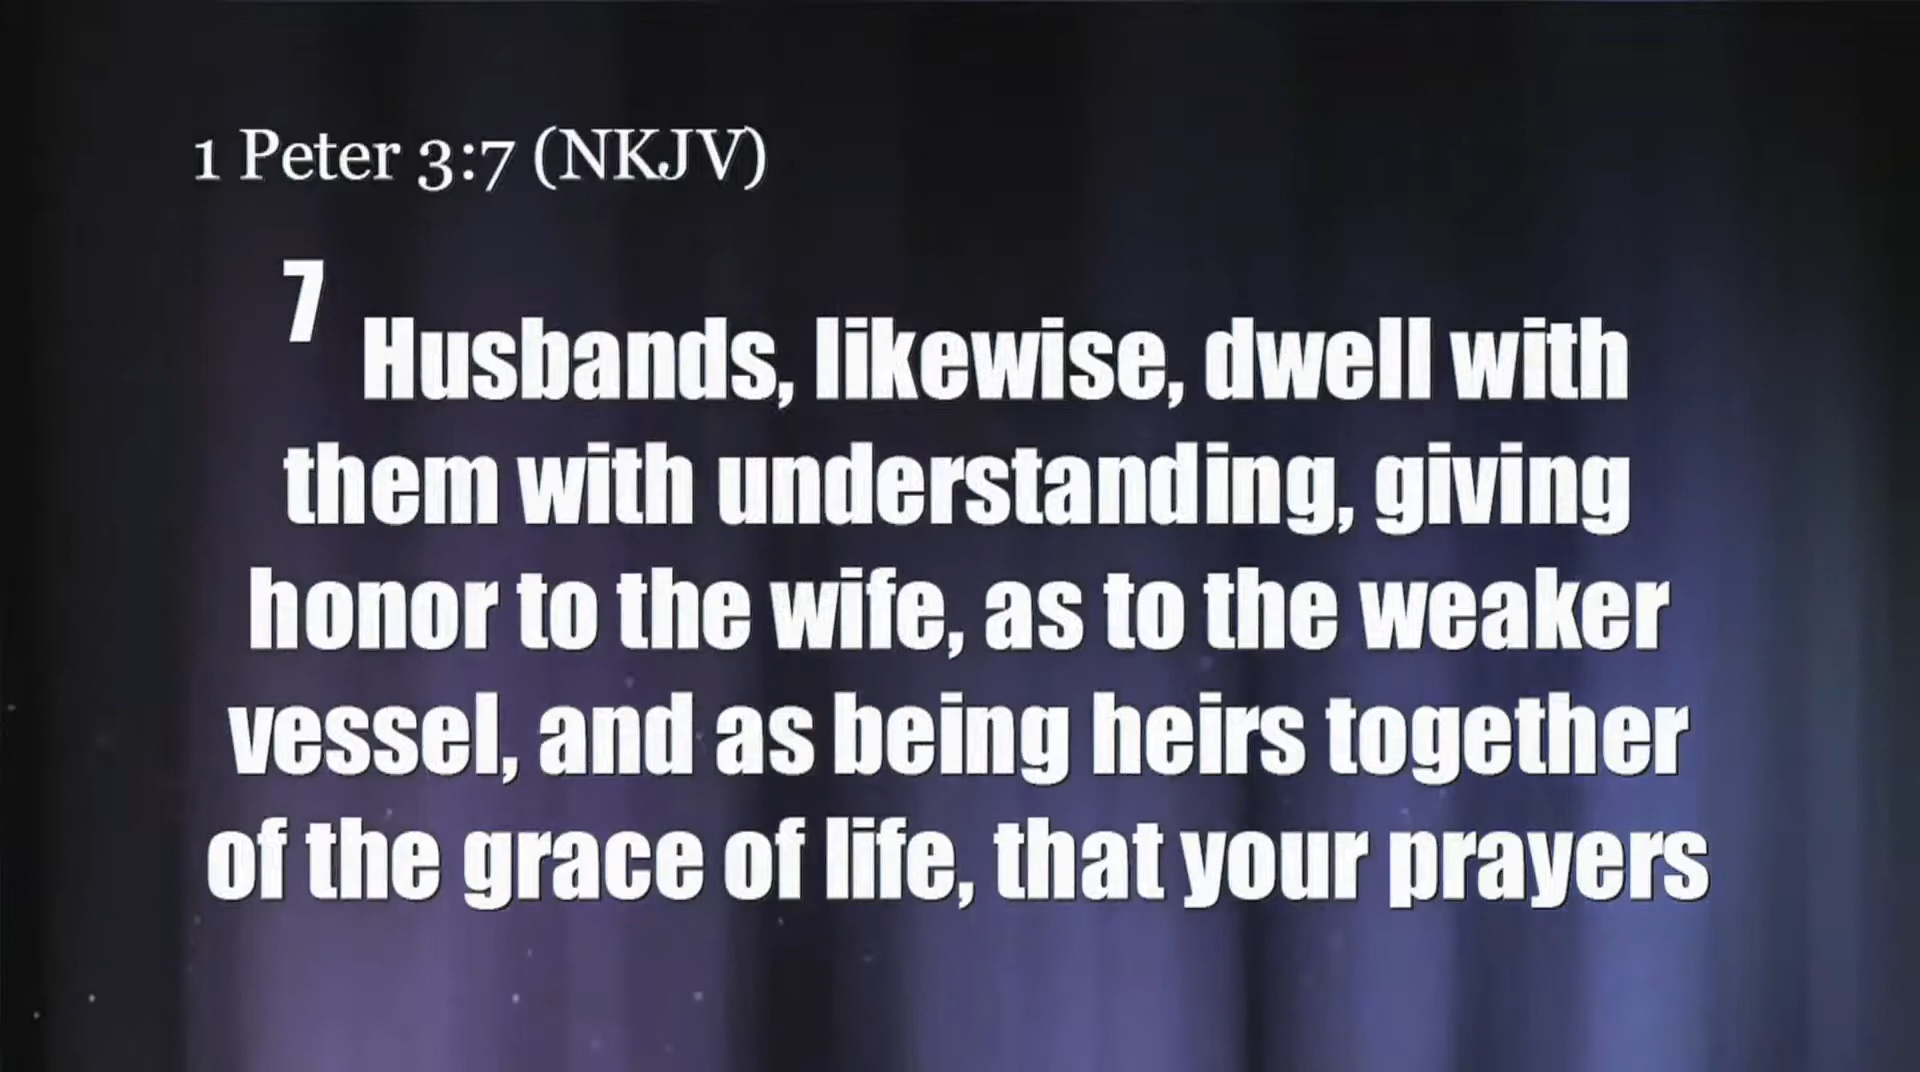 1 Peter 3:7 (NKJV)
7 Husbands, likewise, dwell with
them with understanding, giving
honor to the wife, as to the weaker
vessel, and as being heirs together
of the grace of life, that your prayers